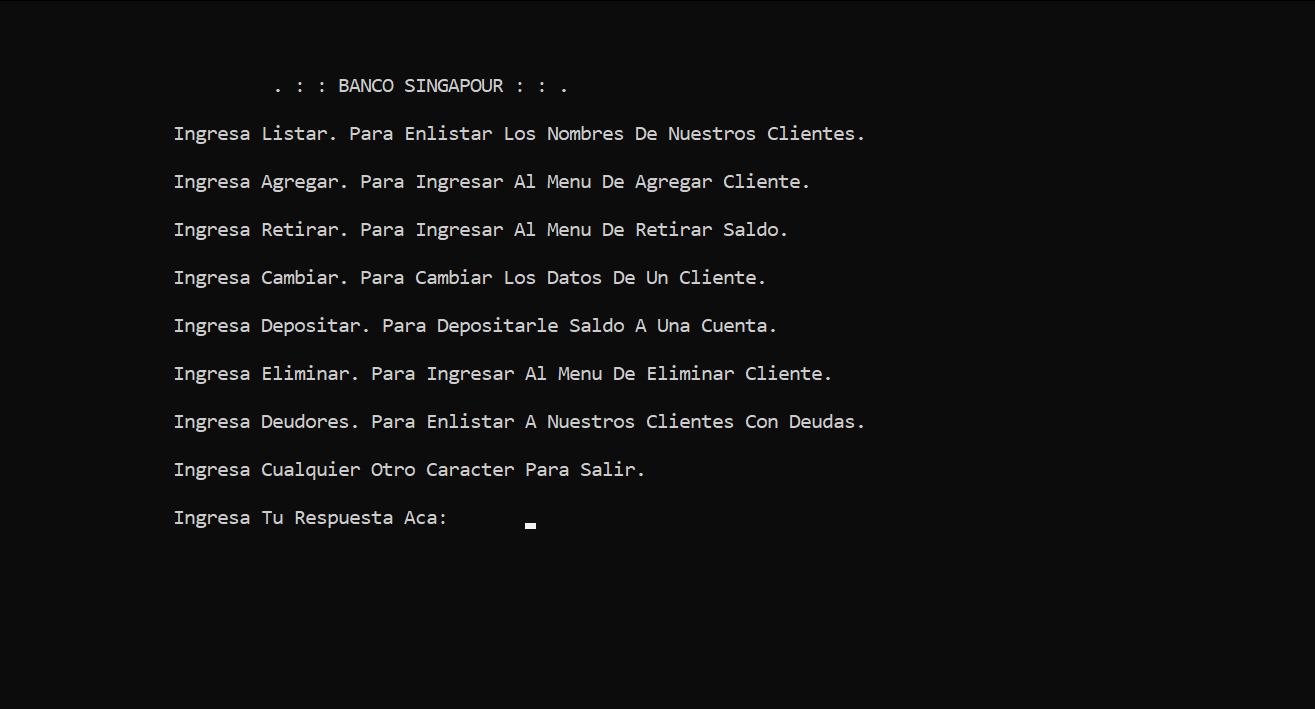 . : : BANCO SINGAPOUR : : .
Ingresa Listar. Para Enlistar Los Nombres De Nuestros Clientes.
Ingresa Agregar. Para Ingresar Al Menu De Agregar Cliente.
Ingresa Retirar. Para Ingresar Al Menu De Retirar Saldo.
Ingresa Cambiar. Para Cambiar Los Datos De Un Cliente.
Ingresa Depositar. Para Depositarle Saldo A Una Cuenta.
Ingresa Eliminar. Para Ingresar Al Menu De Eliminar Cliente.
Ingresa Deudores. Para Enlistar A Nuestros Clientes Con Deudas.
Ingresa Cualquier Otro Caracter Para Salir.
Ingresa Tu Respuesta Aca: